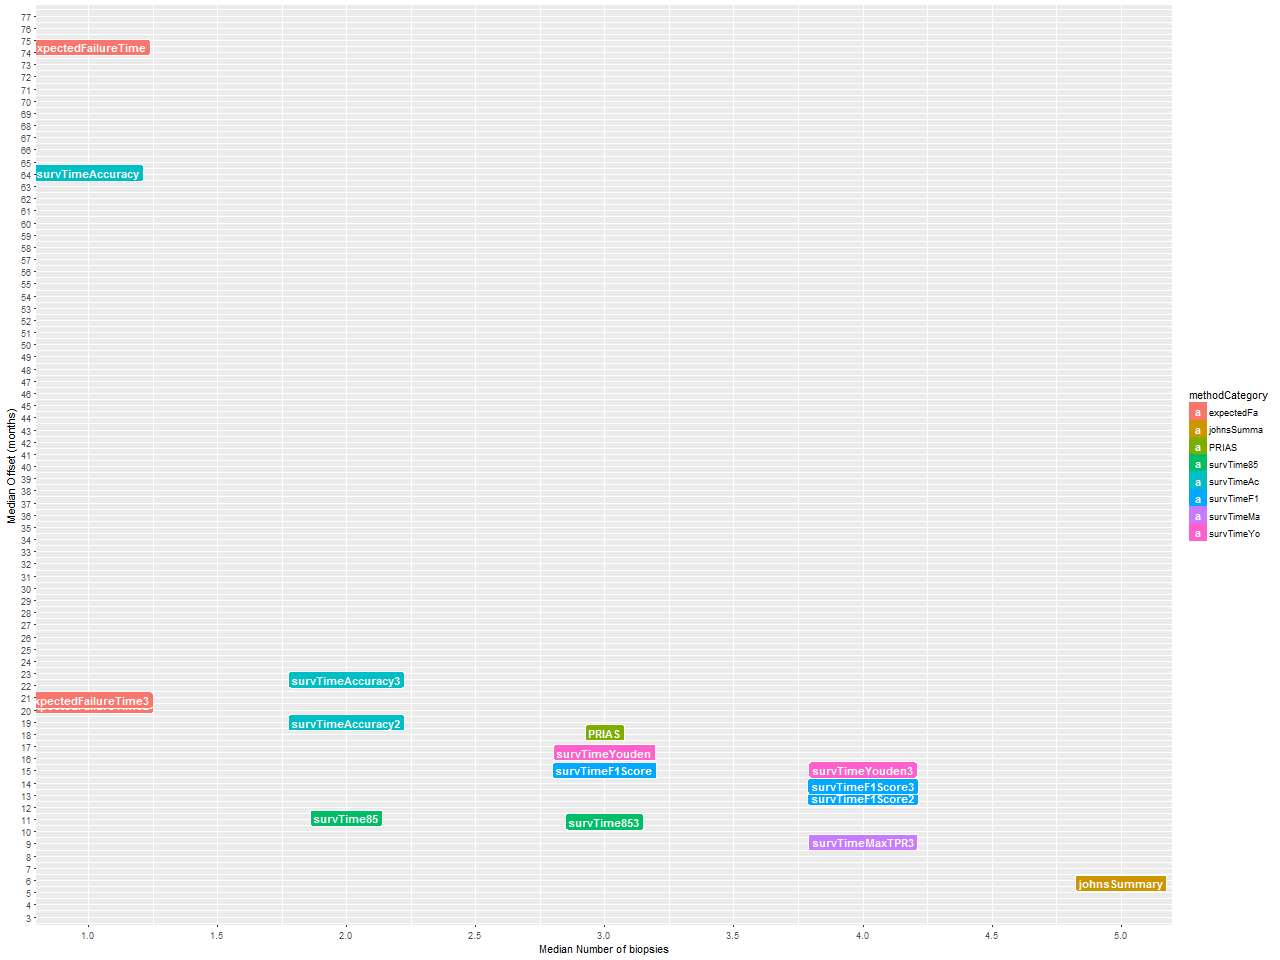 77
76
75
74
73
72
71
70
69
68
67
66
65
64
63
62
61
60
59
58
57
56
55
54
53
52
51
50
49
48
47
46
45
44
43
42
41
40
39
38
37
36
35
34
33
32
31
30
29
28
27
26
25
24
23
22
21
20
19
18
17
16
15
14
13
12
11
10
9
8
7
6
5
4
3
Median Offset (months)
xpectedFailureTime
survTimeAccuracy
survTimeAccuracy3
xpectedFailureTime3
survTimeAccuracy2
PRIAS
survTimeYouden
survTimeF1Score
survTimeYouden3
survTimeF1Score3
survTimeF1Score2
survTime85
survTime853
survTimeMaxTPR3
johnsSummary
1.0 1.5 2.0 2.5 3.0 3.5 4.0 4.5 5.0
Median Number of biopsies
methodCategory
a expectedFa
a johnsSumma
a PRIAS
a survTime85
a survTimeAc
a survTimeF1
a survTimeMa
a survTimeYo